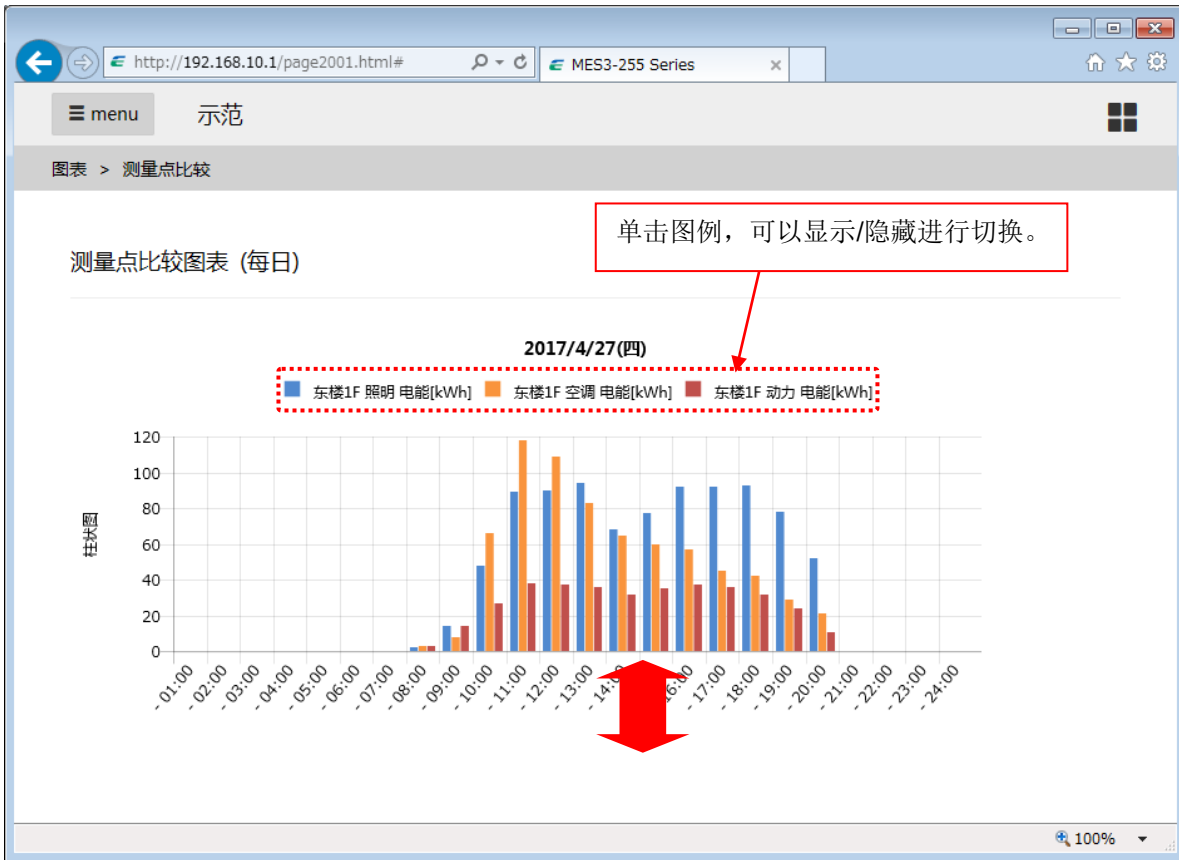 http://192.168.10.1/page2001.html#
MES3-255 Series
menu
示范
图表 > 测量点比较
单击图例，可以显示/隐藏进行切换。
测量点比较图表 (每日)
2017/4/27(四)
东楼1F 照明 电能[kWh] 东楼1F 空调 电能[kWh] 东楼1F 动力 电能[kWh]
柱状图
120
100
80
60
40
20
0
- 01:00 - 02:00 - 03:00 - 04:00 - 05:00 - 06:00 - 07:00 - 08:00 - 09:00 - 10:00 - 11:00 - 12:00 - 13:00 - 17:00 - 18:00 - 19:00 - 20:00 - 21:00 - 22:00 - 23:00 - 24:00
100%